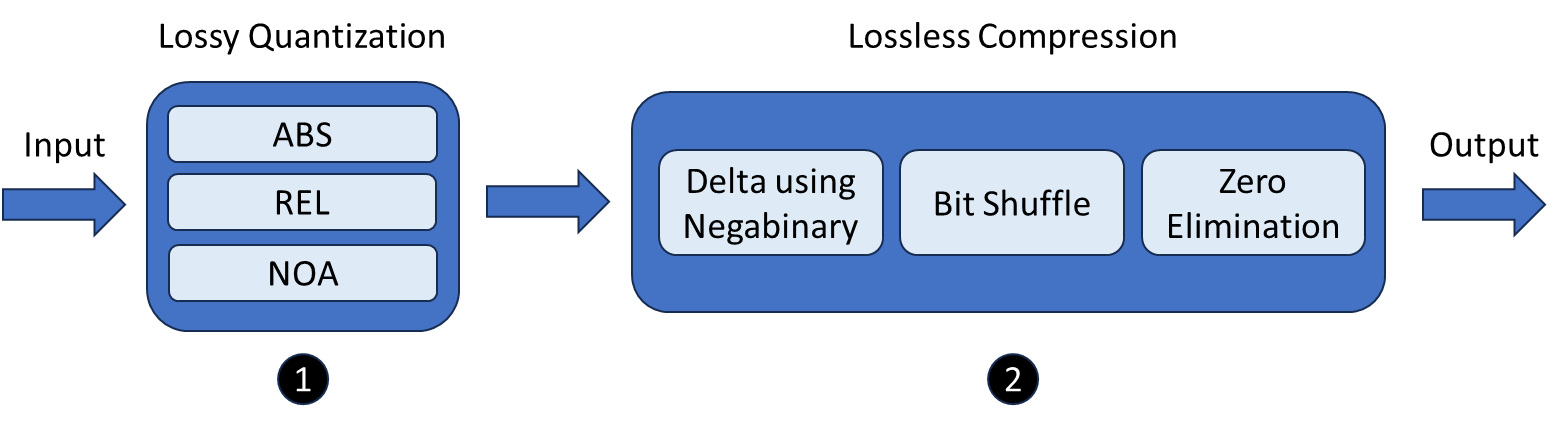 Lossy Quantization
Lossless Compression
Input
ABS
REL
NOA
Delta using
Negabinary
Bit Shuffle
Zero
Elimination
Output
1
2